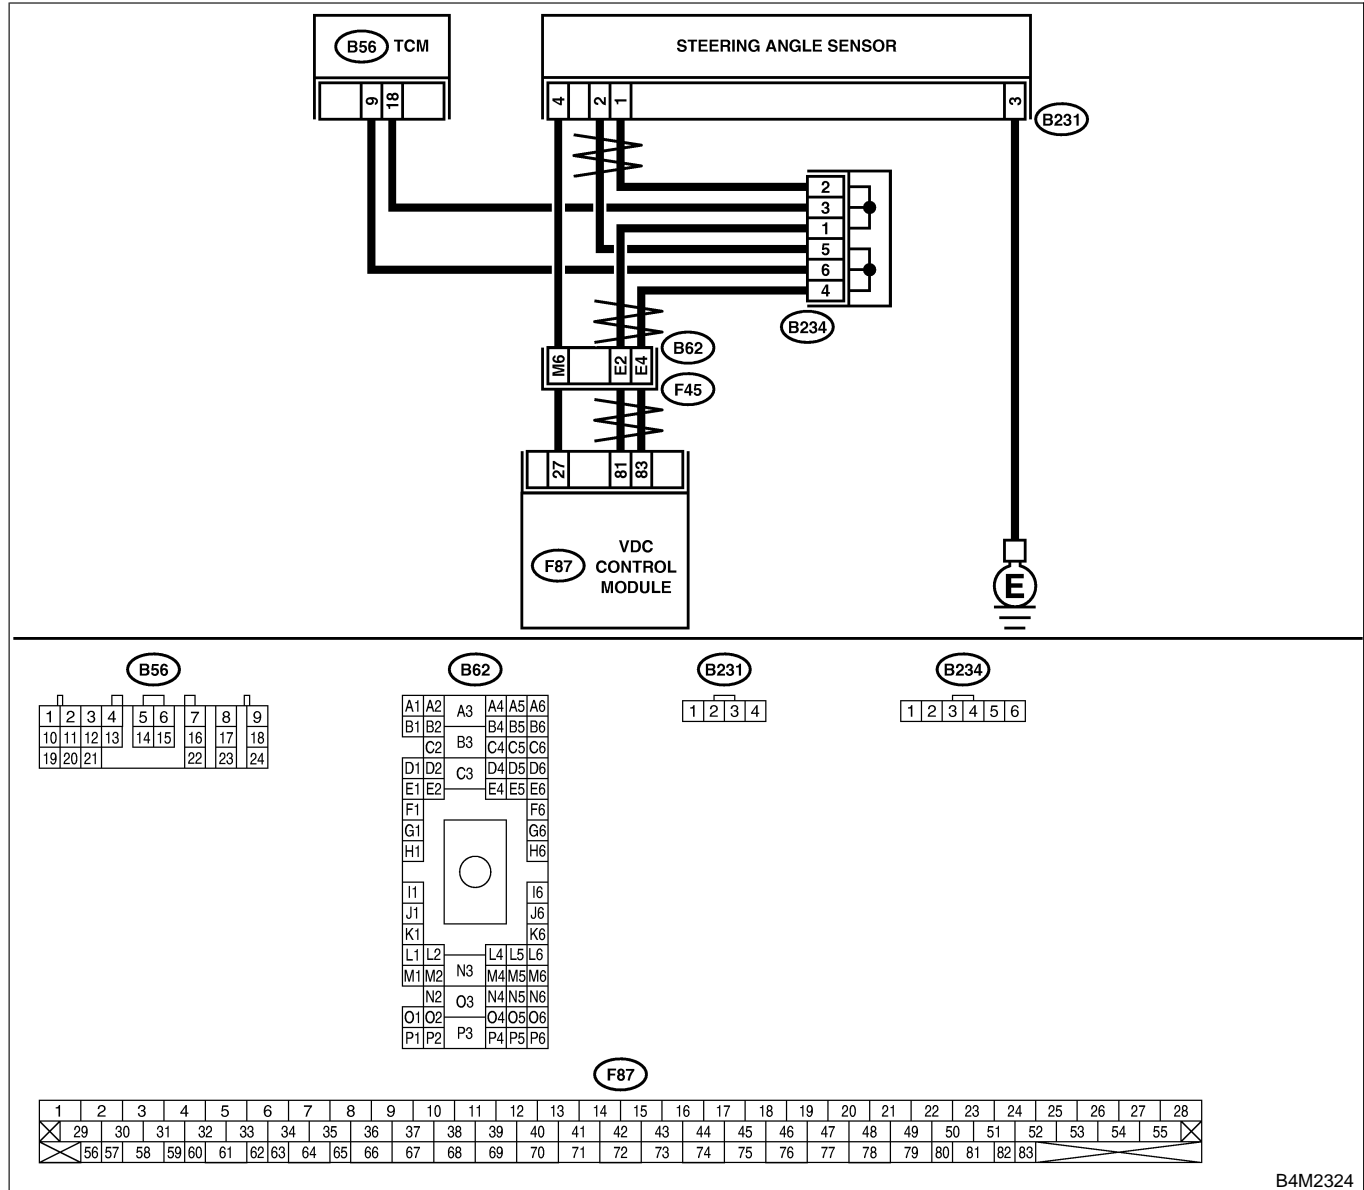 B56 TCM
STEERING ANGLE SENSOR
9 18
4 2 1 3
B231
2
3
1
5
6
4
B234
B62
M6 E2 E4
F45
27 81 83
F87
VDC
CONTROL
MODULE
E
B56
B62
B231
B234
1 2 3 4 5 6 7 8 9
10 11 12 13 14 15 16 17 18
19 20 21 22 23 24
A1 A2 A3 A4 A5 A6
B1 B2 B4 B5 B6
B3
C2 C4 C5 C6
D1 D2 C3 D4 D5 D6
E1 E2 E4 E5 E6
F1 F6
G1 G6
H1 H6
I1 I6
J1 J6
K1 K6
L1 L2 L4 L5 L6
M1 M2 N3 M4 M5 M6
N2 O3 N4 N5 N6
O1 O2 O4 O5 O6
P1 P2 P3 P4 P5 P6
1 2 3 4
1 2 3 4 5 6
F87
1 2 3 4 5 6 7 8 9 10 11 12 13 14 15 16 17 18 19 20 21 22 23 24 25 26 27 28
29 30 31 32 33 34 35 36 37 38 39 40 41 42 43 44 45 46 47 48 49 50 51 52 53 54 55
56 57 58 59 60 61 62 63 64 65 66 67 68 69 70 71 72 73 74 75 76 77 78 79 80 81 82 83
B4M2324